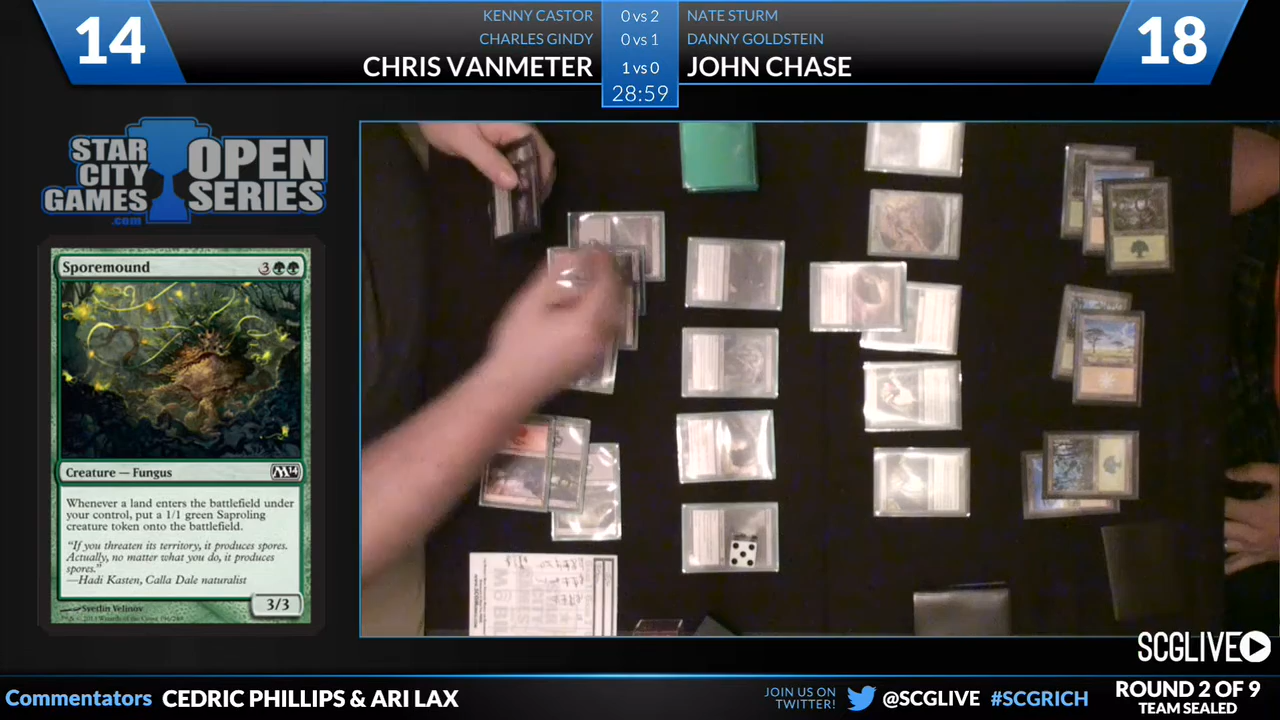 14
KENNY CASTOR 0 vs 2 NATE STURM
CHARLES GINDY 0 vs 1 DANNY GOLDSTEIN
CHRIS VANMETER 1 vs 0 JOHN CHASE
28:59
18
STAR
CITY
GAMES
.com
OPEN
SERIES
Sporemound 3
Creature — Fungus M14
Whenever a land enters the battlefield under
your control, put a 1/1 green Saproling
creature token onto the battlefield.
"If you threaten its territory, it produces spores.
Actually, no matter what you do, it produces
spores."
—Hadi Kasten, Calla Dale naturalist
3/3
Svetlin Velinov
SCGLIVE
Commentators CEDRIC PHILLIPS & ARI LAX
JOIN US ON
TWITTER!
@SCGLIVE #SCGRICH
ROUND 2 OF 9
TEAM SEALED